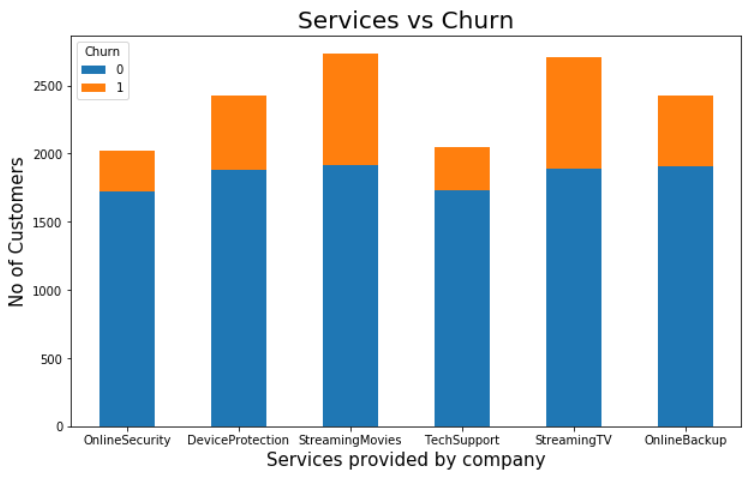 Services vs Churn
Churn
0
1
No of Customers
2500
2000
1500
1000
500
0
OnlineSecurity DeviceProtection StreamingMovies TechSupport StreamingTV OnlineBackup
Services provided by company